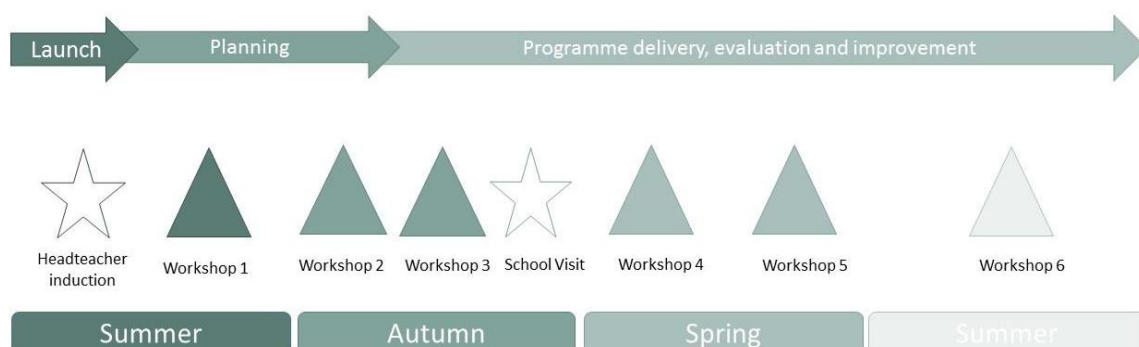 Launch
Planning
Programme delivery, evaluation and improvement
Headteacher
induction
Workshop 1
Workshop 2
Workshop 3
School Visit
Workshop 4
Workshop 5
Workshop 6
Summer
Autumn
Spring
Summer